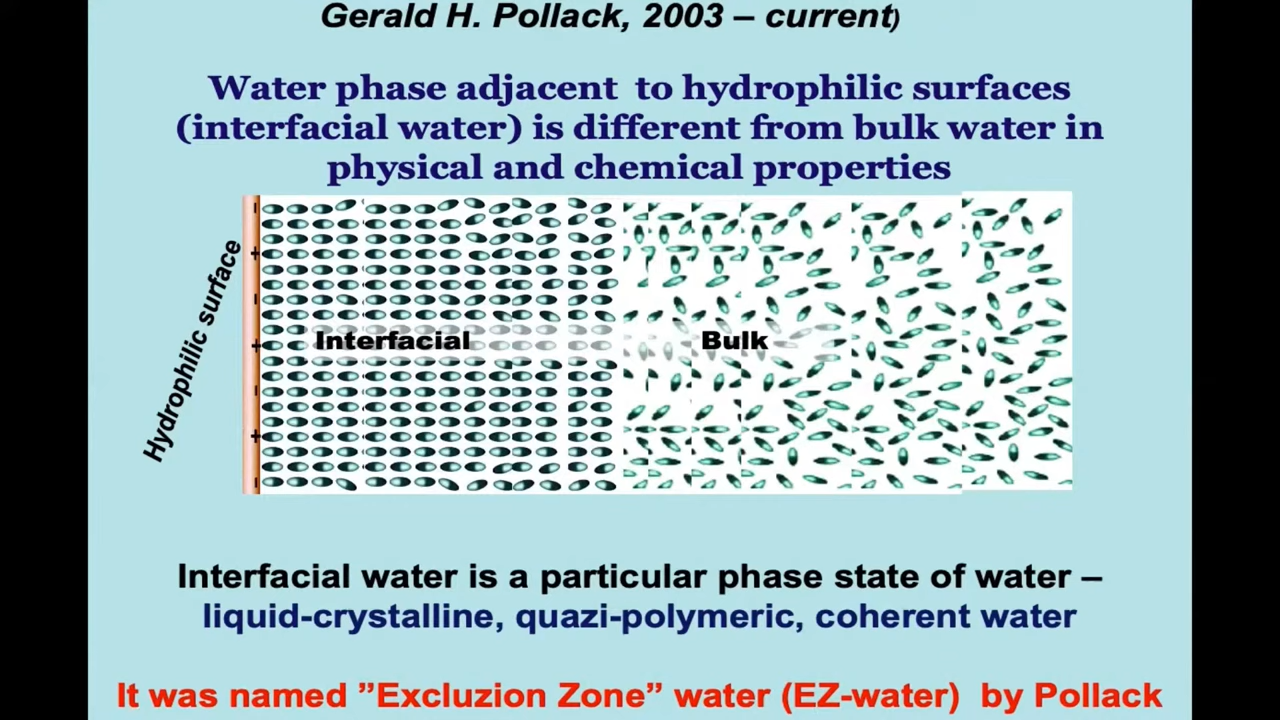 Gerald H. Pollack, 2003 – current)
Water phase adjacent to hydrophilic surfaces
(interfacial water) is different from bulk water in
physical and chemical properties
Hydrophilic surface
Interfacial
Bulk
Interfacial water is a particular phase state of water –
liquid-crystalline, quazi-polymeric, coherent water
It was named ”Excluzion Zone” water (EZ-water) by Pollack